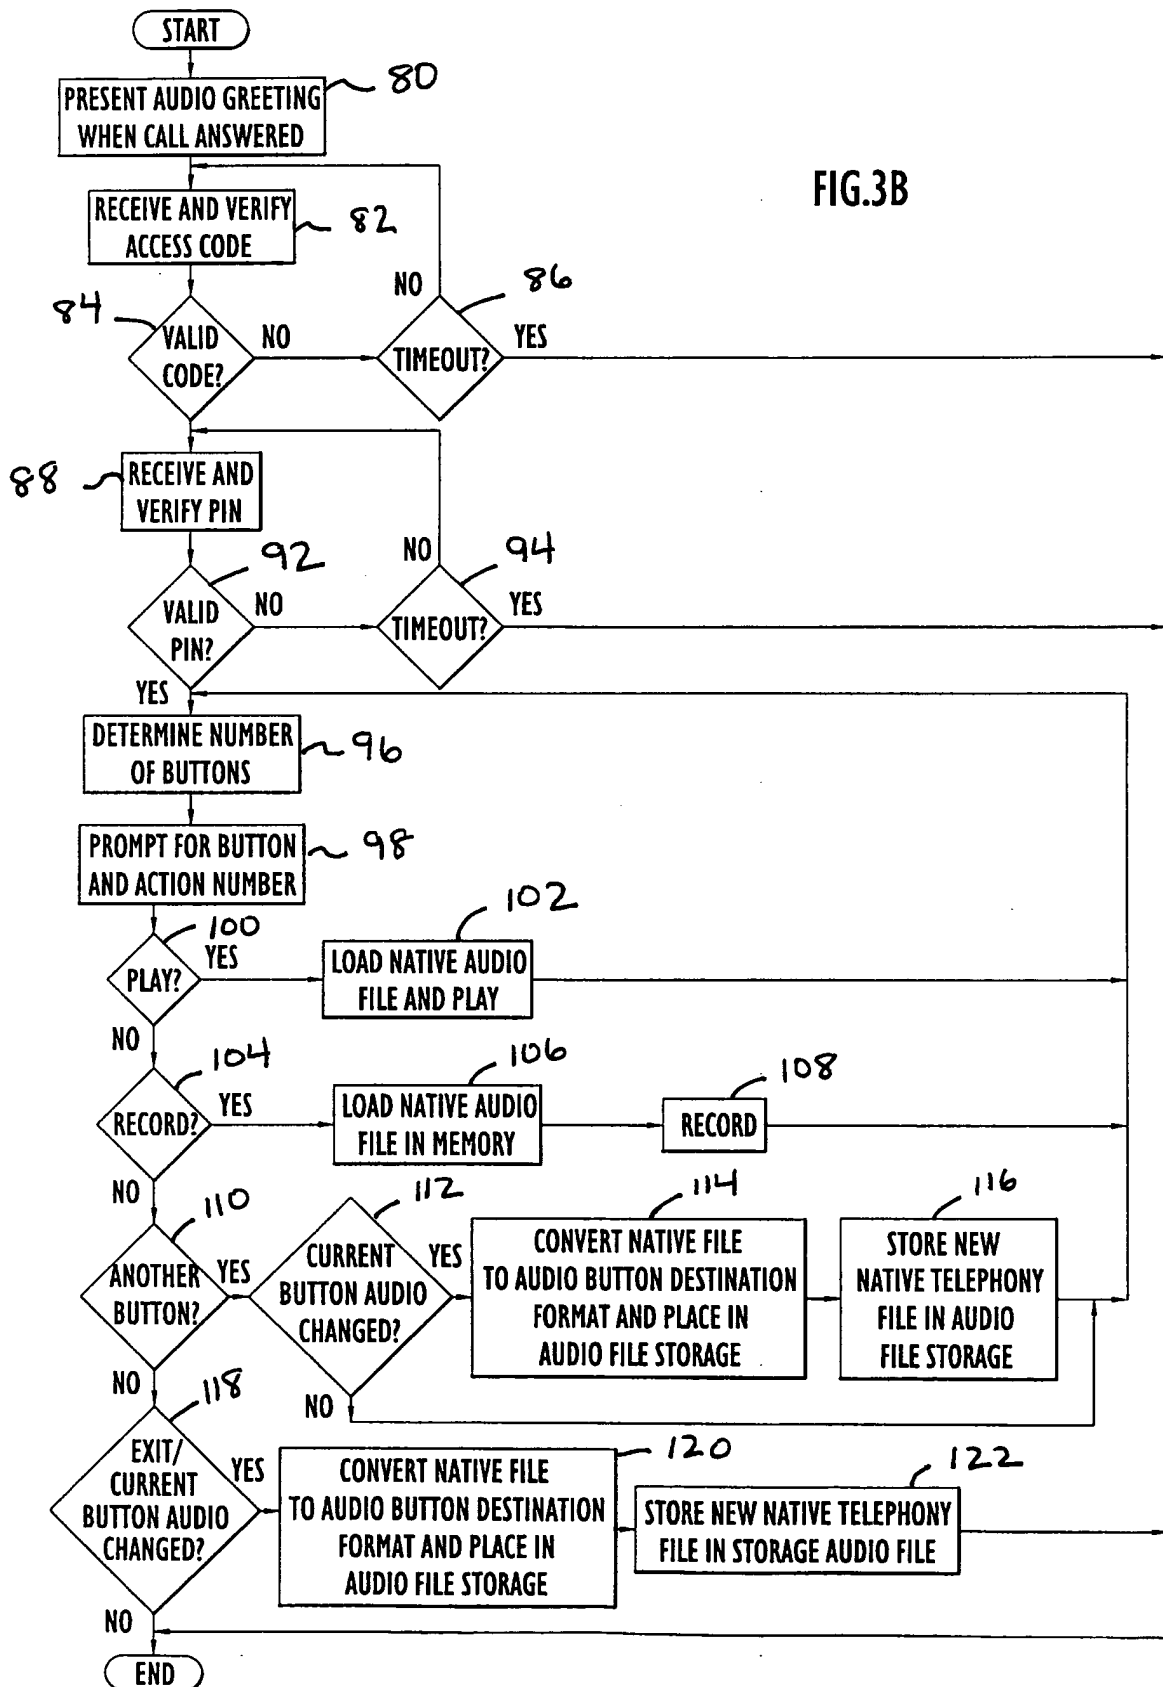 START
PRESENT AUDIO GREETING
WHEN CALL ANSWERED
80
FIG.3B
RECEIVE AND VERIFY
ACCESS CODE
82
84
VALID
CODE?
NO
NO
86
TIMEOUT?
YES
88
RECEIVE AND
VERIFY PIN
92
VALID
PIN?
NO
NO
94
TIMEOUT?
YES
YES
DETERMINE NUMBER
OF BUTTONS
96
PROMPT FOR BUTTON
AND ACTION NUMBER
98
100
PLAY?
YES
102
LOAD NATIVE AUDIO
FILE AND PLAY
NO
104
RECORD?
YES
106
LOAD NATIVE AUDIO
FILE IN MEMORY
108
RECORD
NO
110
ANOTHER
BUTTON?
YES
112
CURRENT
BUTTON AUDIO
CHANGED?
YES
114
CONVERT NATIVE FILE
TO AUDIO BUTTON DESTINATION
FORMAT AND PLACE IN
AUDIO FILE STORAGE
116
STORE NEW
NATIVE TELEPHONY
FILE IN AUDIO
FILE STORAGE
NO
NO
118
EXIT/
CURRENT
BUTTON AUDIO
CHANGED?
YES
120
CONVERT NATIVE FILE
TO AUDIO BUTTON DESTINATION
FORMAT AND PLACE IN
AUDIO FILE STORAGE
122
STORE NEW NATIVE TELEPHONY
FILE IN STORAGE AUDIO FILE
NO
END